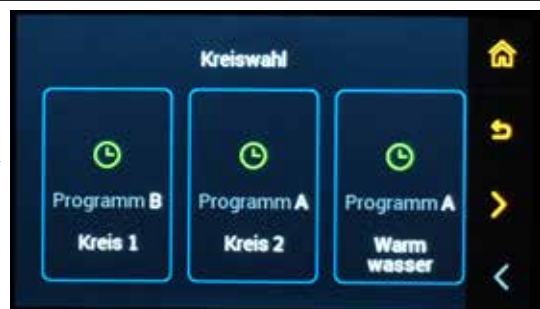 Kreiswahl
Programm B
Kreis 1
Programm A
Kreis 2
Programm A
Warm
wasser